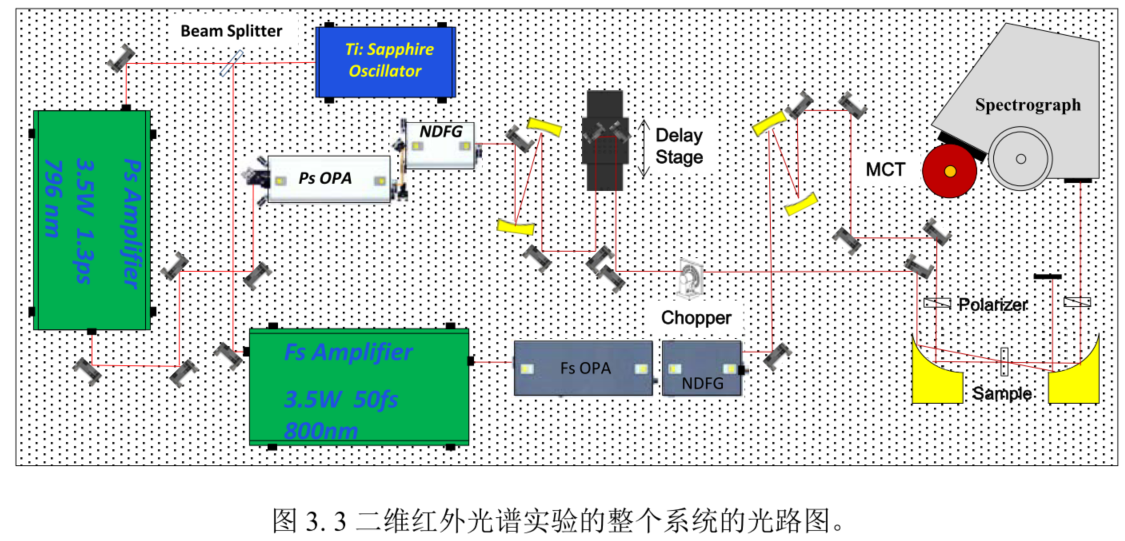 Beam Splitter
Ti: Sapphire
Oscillator
Spectrograph
NDFG
Delay
Stage
MCT
Ps OPA
Ps Amplifier
3.5W 1.3ps
796 nm
Chopper
Polarizer
Fs Amplifier
3.5W 50fs
800nm
Fs OPA
NDFG
Sample
图 3. 3 二维红外光谱实验的整个系统的光路图。